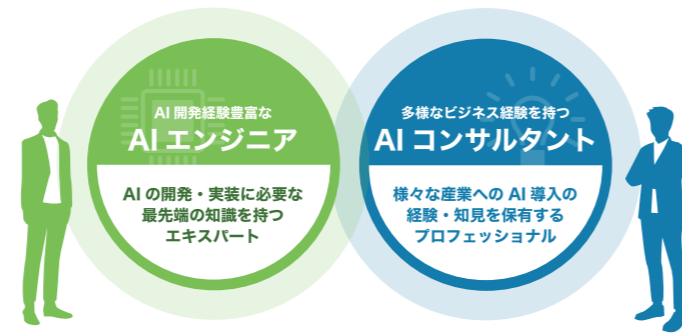 AI 開発経験豊富な
AI エンジニア
AI の開発・実装に必要な
最先端の知識を持つ
エキスパート
多様なビジネス経験を持つ
AI コンサルタント
様々な産業への AI 導入の
経験・知見を保有する
プロフェッショナル